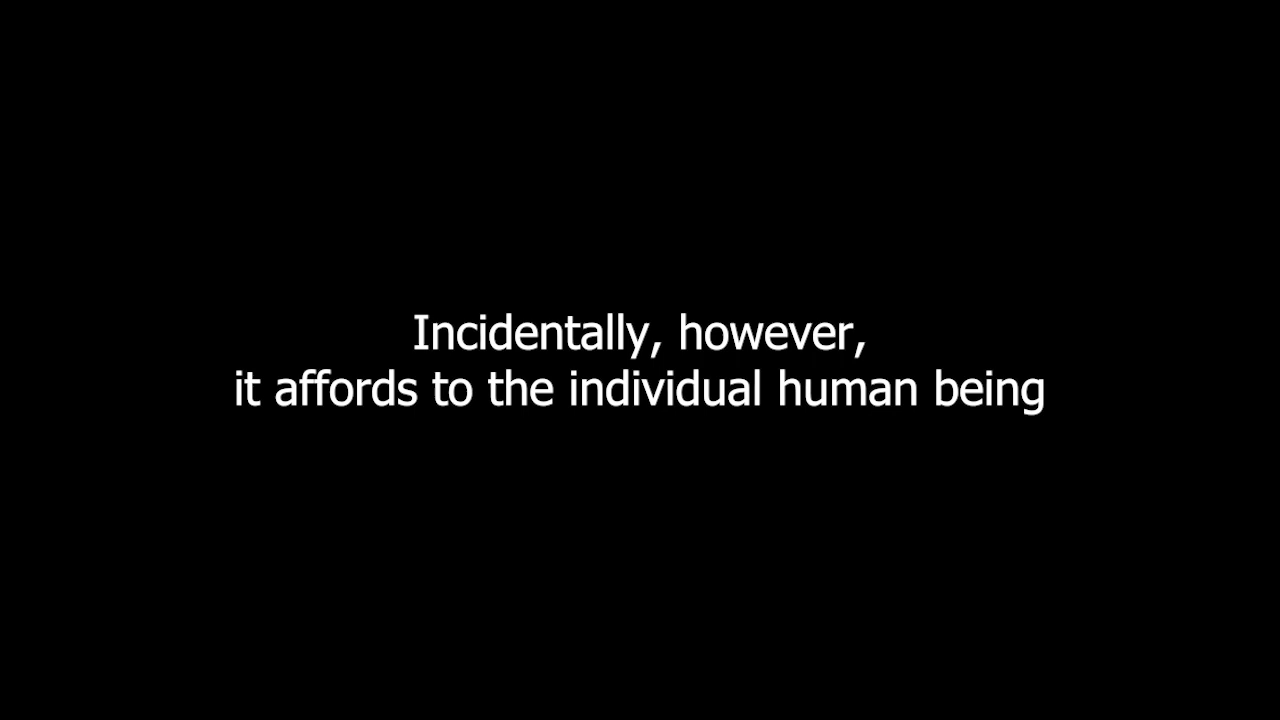 Incidentally, however,
it affords to the individual human being